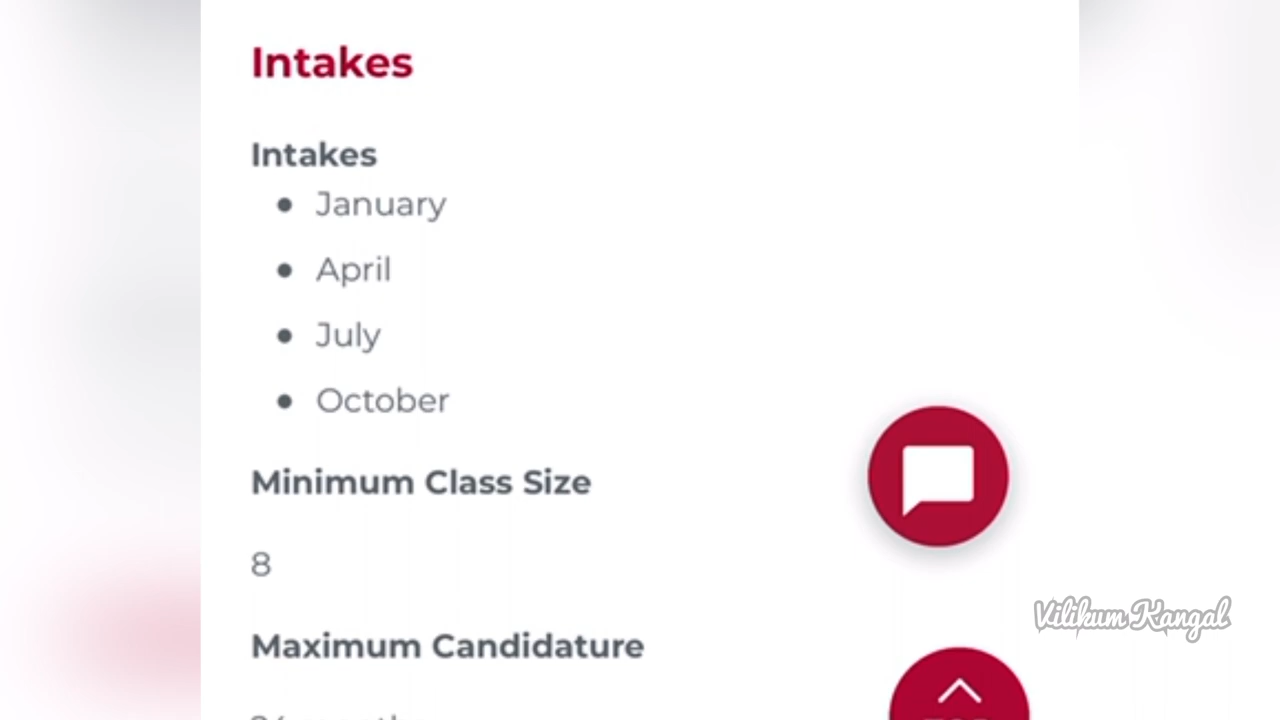 Intakes
Intakes
January
April
July
October
Minimum Class Size
8
Maximum Candidature
Vilikum Kangal